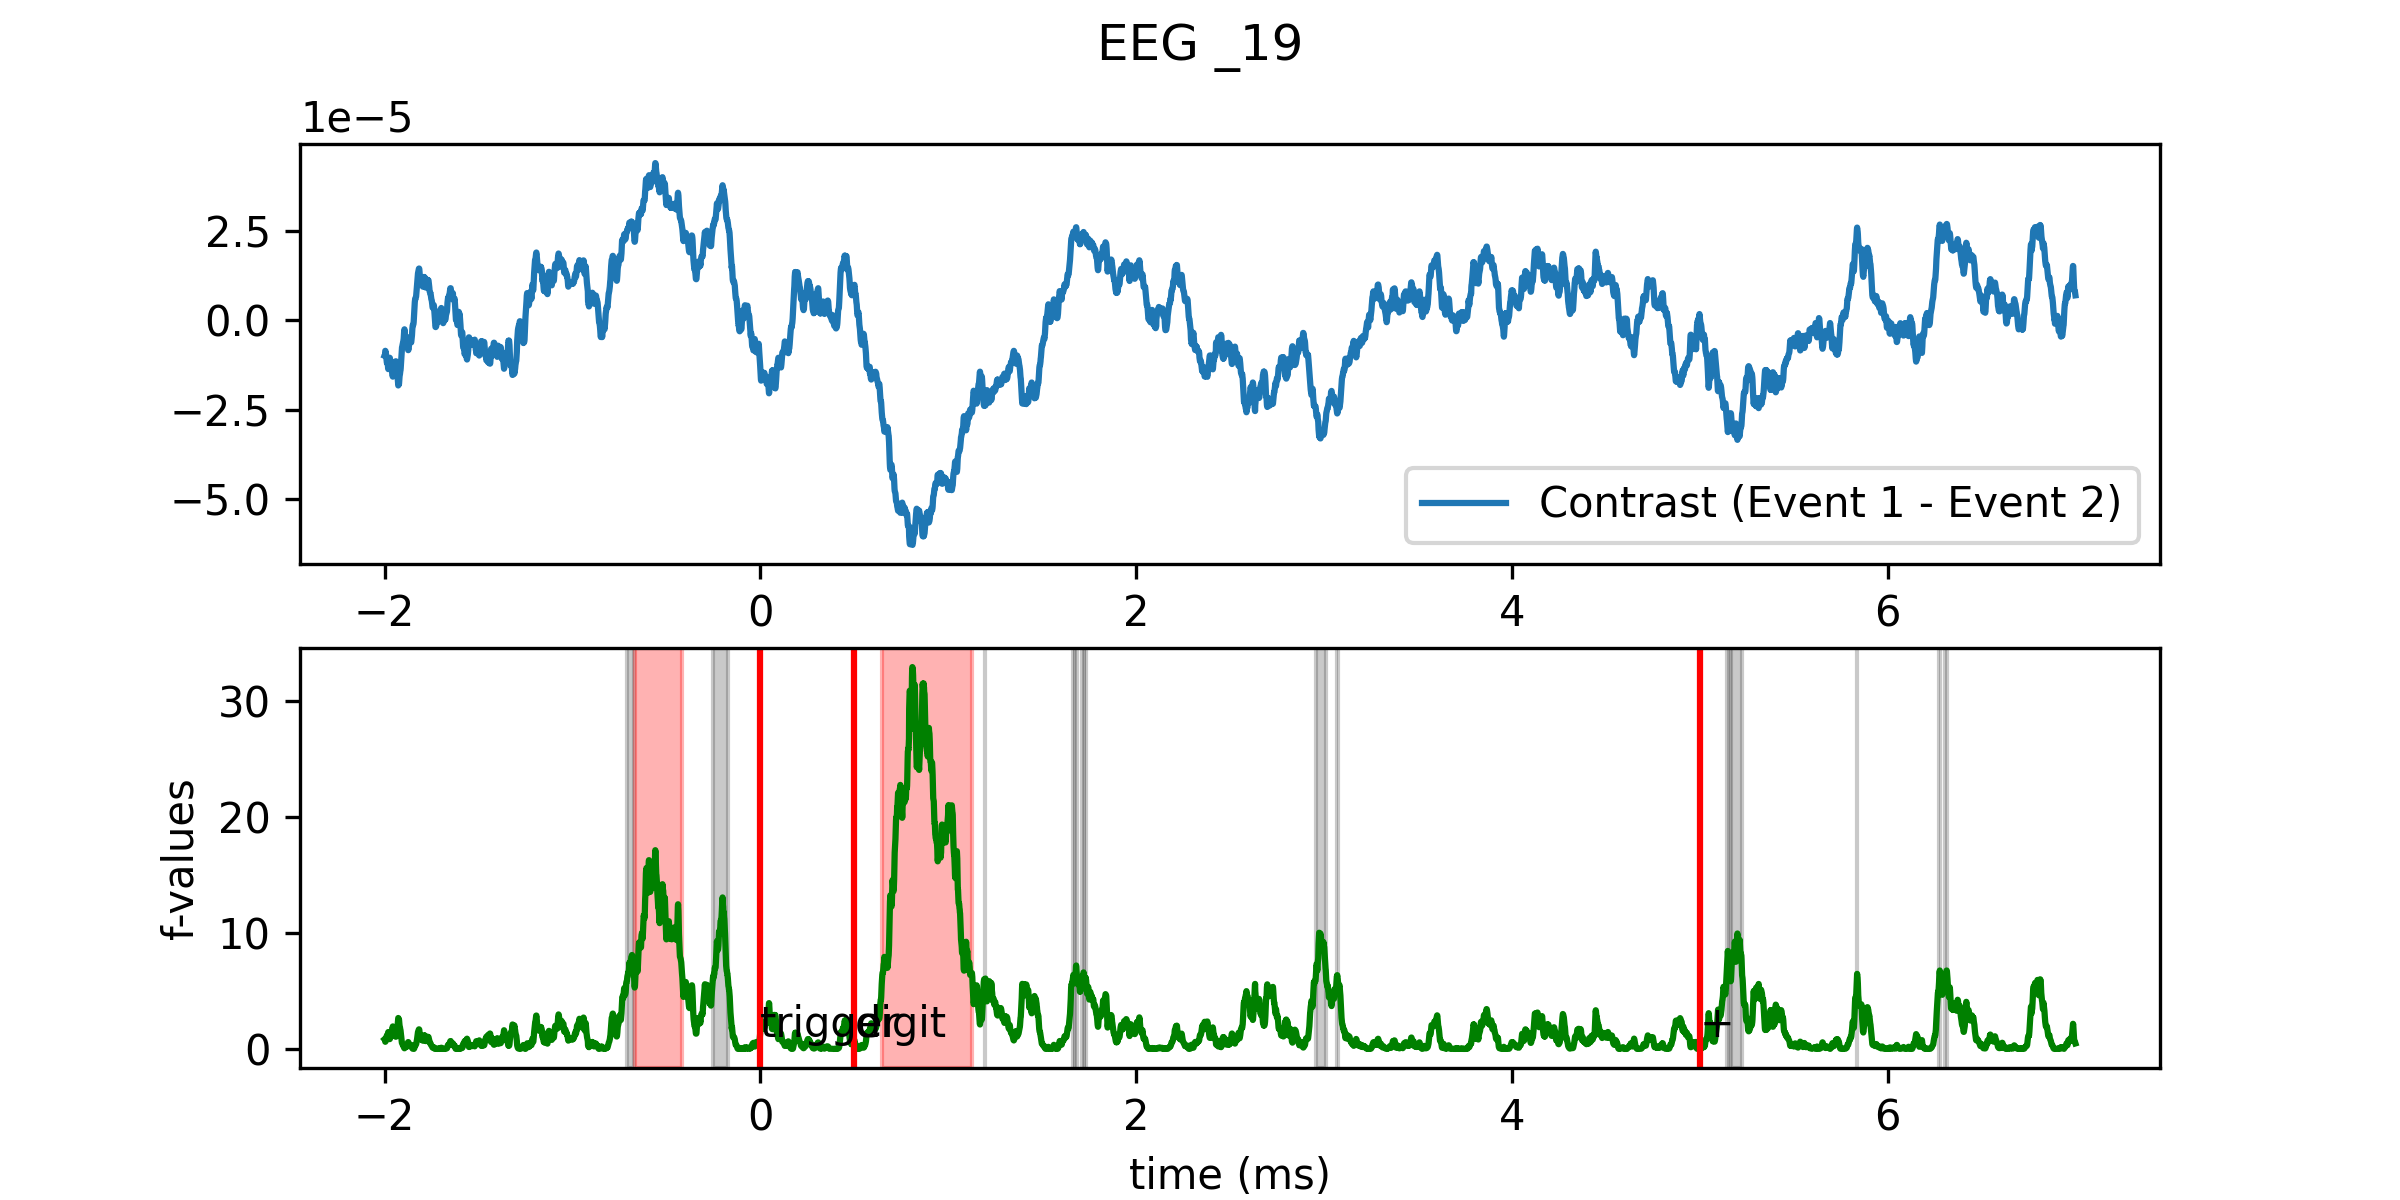 EEG _19
1e−5
2.5
0.0
−2.5
−5.0
Contrast (Event 1 - Event 2)
−2 0 2 4 6
f-values
30
20
10
0
trigger digit +
−2 0 2 4 6
time (ms)